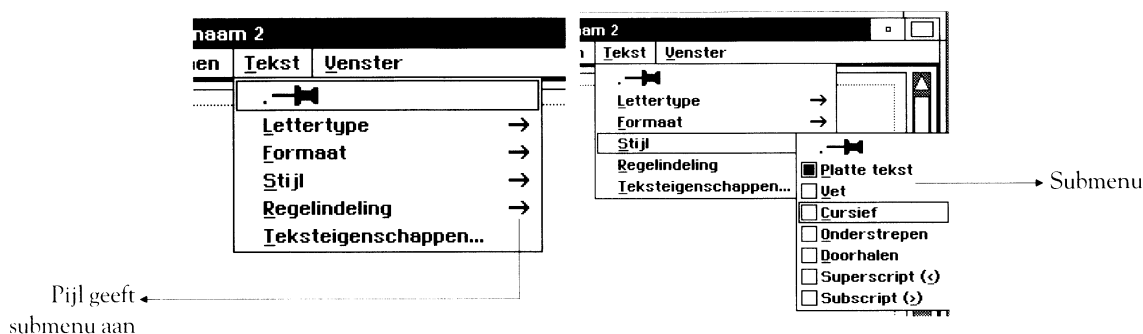 naam 2
en Tekst Venster
Lettertype
Formaat
Stijl
Regelindeling
Teksteigenschappen...
Pijl geeft
submenu aan
am 2
Tekst Venster
Lettertype
Formaat
Stijl
Regelindeling
Teksteigenschappen...
Platte tekst
Vet
Cursief
Onderstrepen
Doorhalen
Superscript (<)
Subscript (>)
Submenu